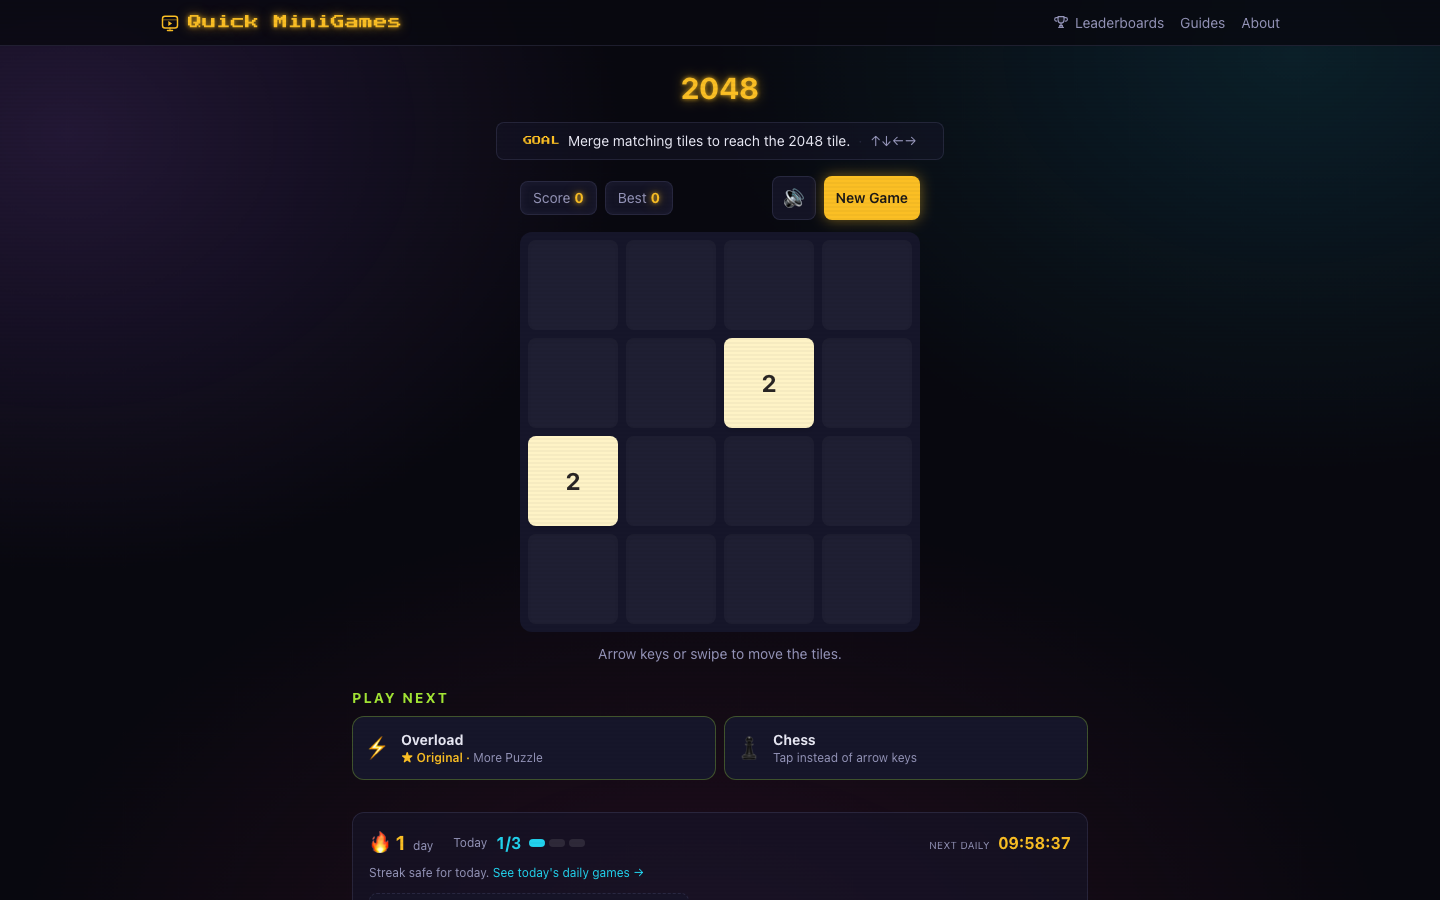 Quick MiniGames
Leaderboards Guides About
2048
GOAL Merge matching tiles to reach the 2048 tile. · ↑↓←→
Score 0 Best 0 New Game
2
2
Arrow keys or swipe to move the tiles.
PLAY NEXT
Overload
Original · More Puzzle
Chess
Tap instead of arrow keys
1 day Today 1/3 NEXT DAILY 09:58:37
Streak safe for today. See today's daily games →